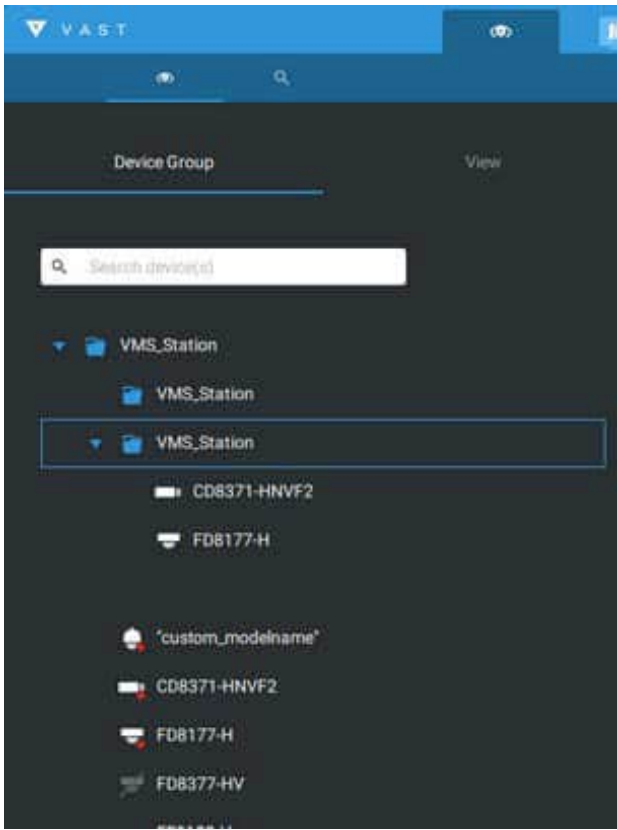 VAST
Device Group
View
Search device(s)
VMS_Station
VMS_Station
VMS_Station
CD8371-HNVF2
FD8177-H
"custom_modelname"
CD8371-HNVF2
FD8177-H
FD8377-HV